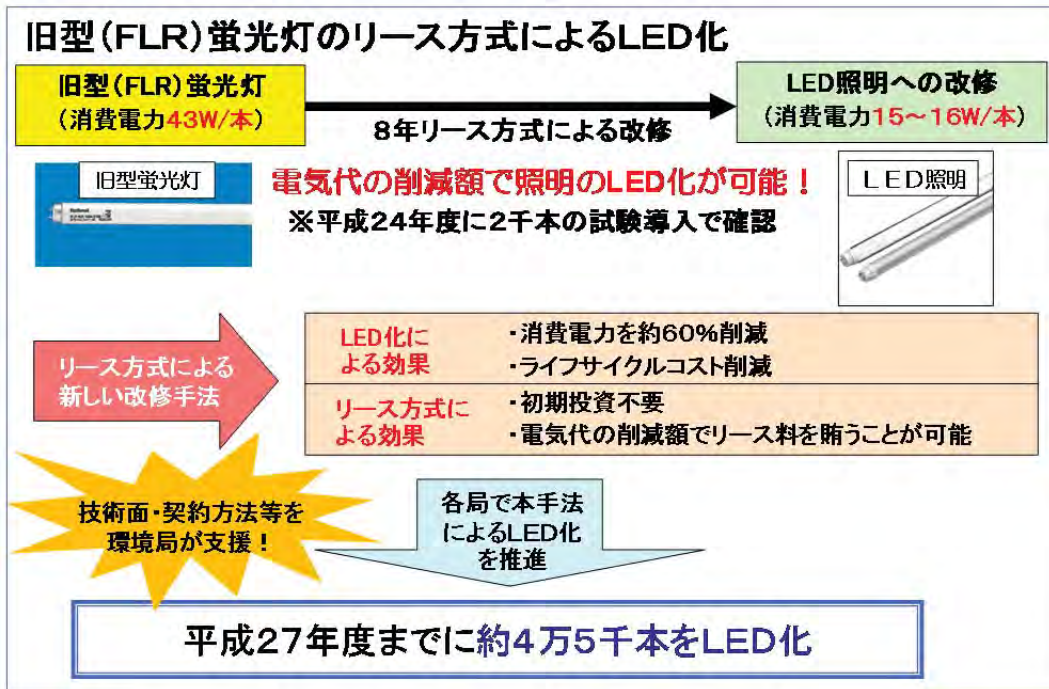 旧型(FLR)蛍光灯のリース方式によるLED化
旧型(FLR)蛍光灯
(消費電力43W/本)
8年リース方式による改修
LED照明への改修
(消費電力15～16W/本)
旧型蛍光灯
電気代の削減額で照明のLED化が可能！
※平成24年度に2千本の試験導入で確認
LED照明
リース方式による
新しい改修手法
LED化に
よる効果
・消費電力を約60%削減
・ライフサイクルコスト削減
リース方式に
よる効果
・初期投資不要
・電気代の削減額でリース料を賄うことが可能
技術面・契約方法等を
環境局が支援！
各局で本手法
によるLED化
を推進
平成27年度までに約4万5千本をLED化